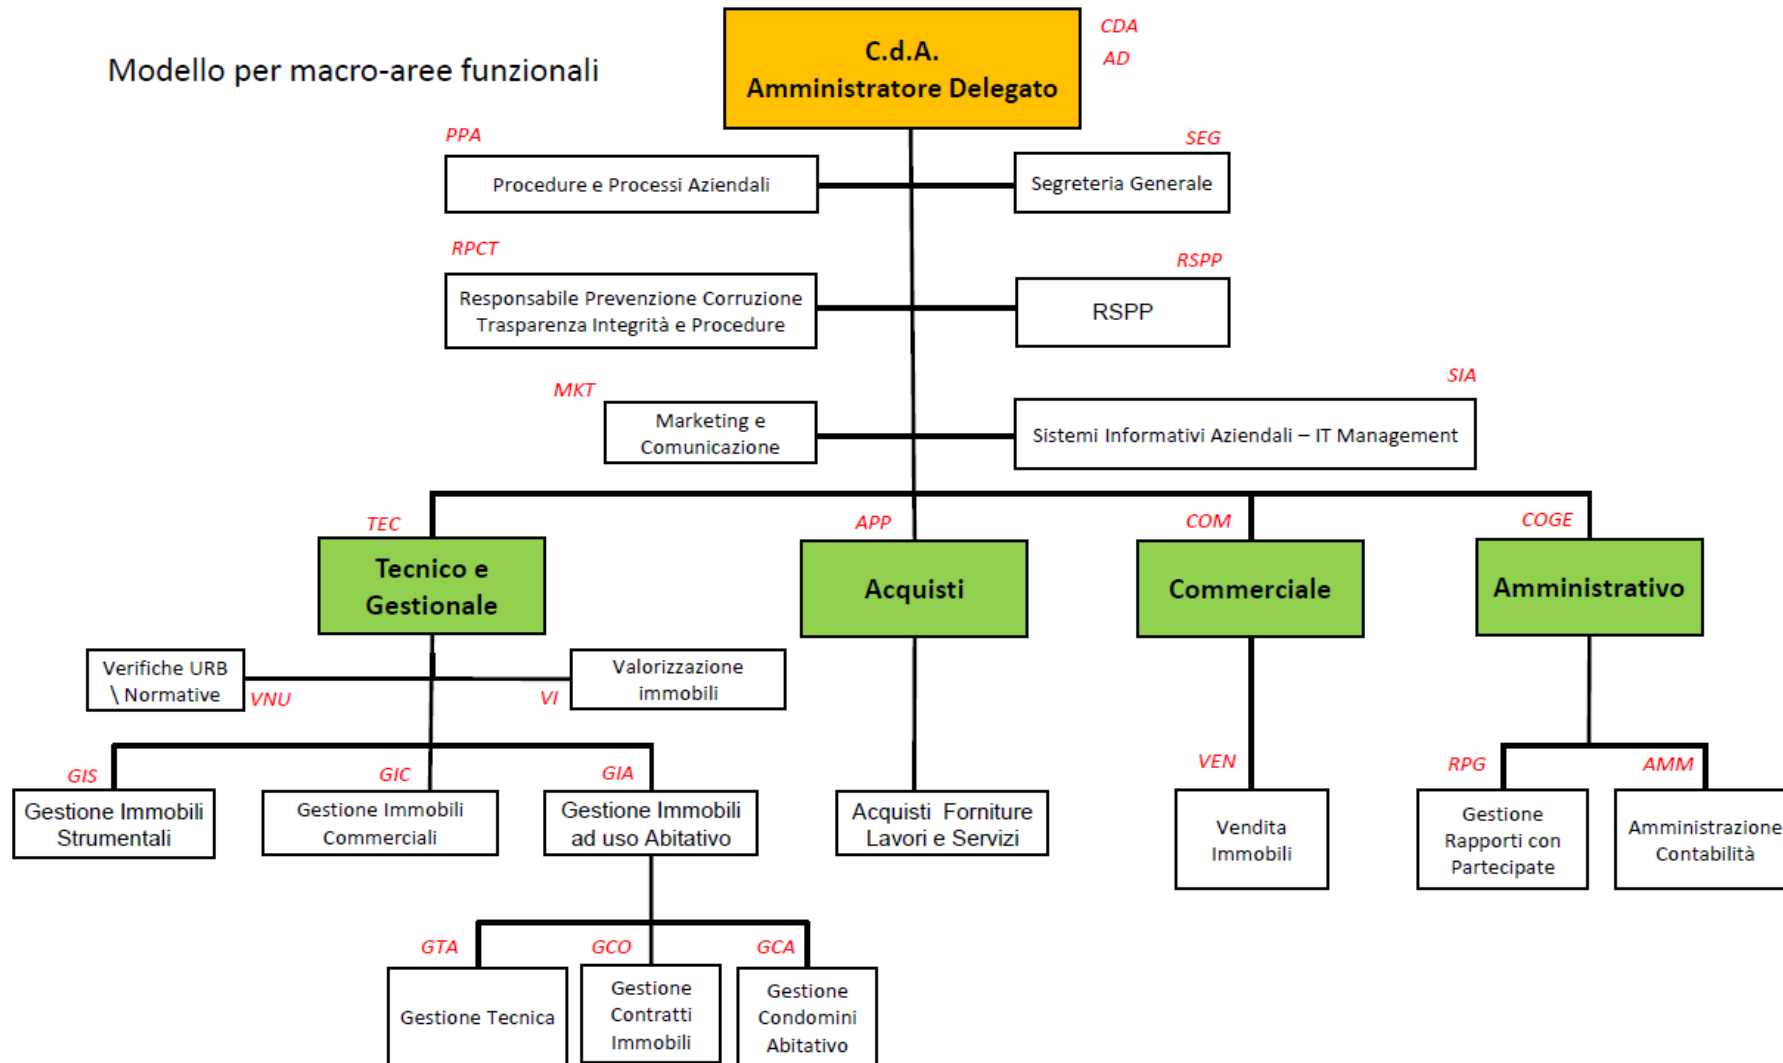 CDA
C.d.A.
Modello per macro-aree funzionali
AD
Amministratore Delegato
PPA
SEG
Procedure e Processi Aziendali
Segreteria Generale
RPCT
RSPP
Responsabile Prevenzione Corruzione
Trasparenza Integrità e Procedure
RSPP
MKT
SIA
Marketing e
Comunicazione
Sistemi Informativi Aziendali – IT Management
TEC
APP
COM
COGE
Tecnico e
Gestionale
Acquisti
Commerciale
Amministrativo
Verifiche URB
\ Normative
VNU
VI
Valorizzazione
immobili
GIS
GIC
GIA
VEN
RPG
AMM
Gestione Immobili
Strumentali
Gestione Immobili
Commerciali
Gestione Immobili
ad uso Abitativo
Acquisti Forniture
Lavori e Servizi
Vendita
Immobili
Gestione
Rapporti con
Partecipate
Amministrazione
Contabilità
GTA
GCO
GCA
Gestione Tecnica
Gestione
Contratti
Immobili
Gestione
Condomini
Abitativo